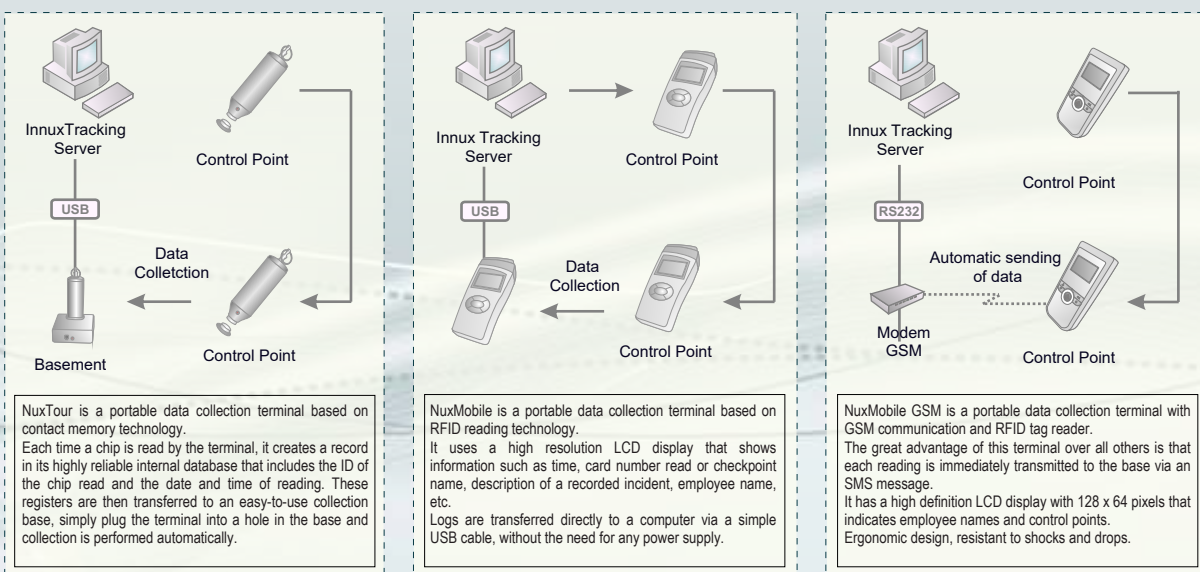 InnuxTracking
Server
Control Point
USB
Data
Colletction
Basement
Control Point
NuxTour is a portable data collection terminal based on
contact memory technology.
Each time a chip is read by the terminal, it creates a record
in its highly reliable internal database that includes the ID of
the chip read and the date and time of reading. These
registers are then transferred to an easy-to-use collection
base, simply plug the terminal into a hole in the base and
collection is performed automatically.
Innux Tracking
Server
Control Point
USB
Data
Collection
Control Point
NuxMobile is a portable data collection terminal based on
RFID reading technology.
It uses a high resolution LCD display that shows
information such as time, card number read or checkpoint
name, description of a recorded incident, employee name,
etc.
Logs are transferred directly to a computer via a simple
USB cable, without the need for any power supply.
Innux Tracking
Server
Control Point
RS232
Automatic sending
of data
Modem
GSM
Control Point
NuxMobile GSM is a portable data collection terminal with
GSM communication and RFID tag reader.
The great advantage of this terminal over all others is that
each reading is immediately transmitted to the base via an
SMS message.
It has a high definition LCD display with 128 x 64 pixels that
indicates employee names and control points.
Ergonomic design, resistant to shocks and drops.